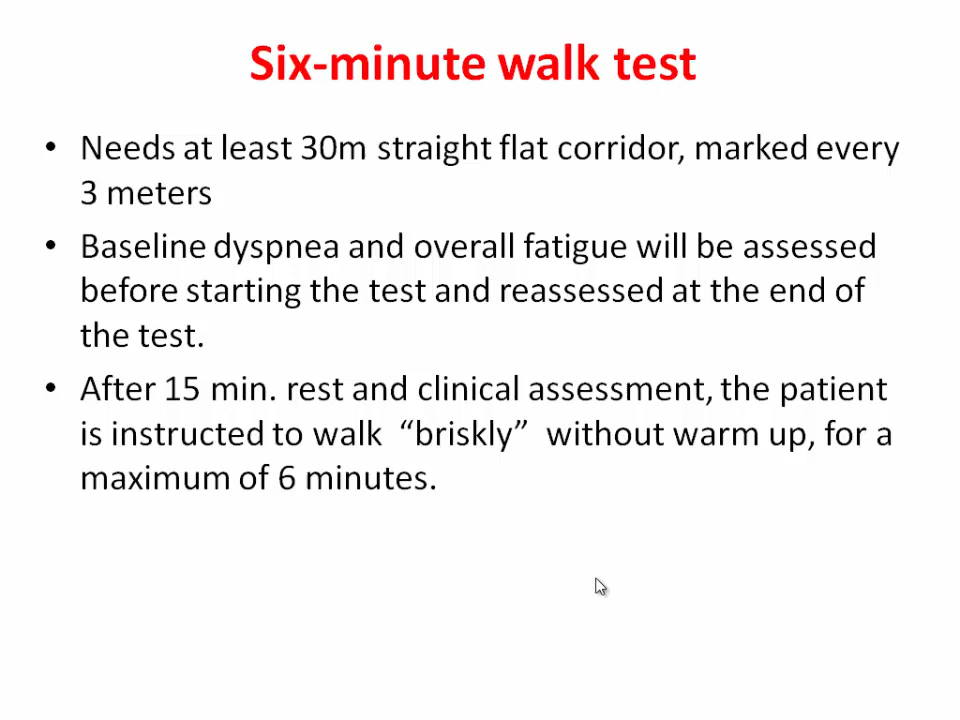 Six-minute walk test
• Needs at least 30m straight flat corridor, marked every
3 meters
• Baseline dyspnea and overall fatigue will be assessed
before starting the test and reassessed at the end of
the test.
• After 15 min. rest and clinical assessment, the patient
is instructed to walk “briskly” without warm up, for a
maximum of 6 minutes.